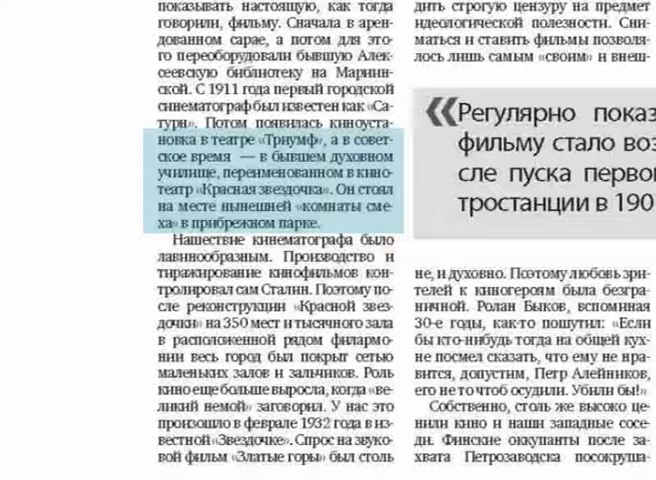 показывать настоящую, как тогда
говорили, фильму. Сначала в арен-
дованном сарае, а потом для это-
го переоборудовали бывшую Алек-
сеевскую библиотеку на Мариин-
ской. С 1911 года первый городской
синематограф был известен как «Са-
турн». Потом появилась киноуста-
новка в театре «Триумф», а в совет-
ское время — в бывшем духовном
училище, переименованном в кино-
театр «Красная звездочка». Он стоял
на месте нынешней «комнаты сме-
ха» в прибрежном парке.
Нашествие кинематографа было
лавинообразным. Производство и
тиражирование кинофильмов кон-
тролировал сам Сталин. Поэтому по-
сле реконструкции «Красной звез-
дочки» на 350 мест и тысячного зала
в расположенной рядом филармо-
нии весь город был покрыт сетью
маленьких залов и зальчиков. Роль
кино еще больше выросла, когда «ве-
ликий немой» заговорил. У нас это
произошло в феврале 1932 года в из-
вестной «Звездочке». Спрос на звуко-
вой фильм «Златые горы» был столь
дить строгую цензуру на предмет
идеологической полезности. Сни-
маться и ставить фильмы позволя-
лось лишь самым «своим» и внеш-
«Регулярно показ
фильму стало воз
сле пуска первой
тростанции в 190
не, и духовно. Поэтому любовь зри-
телей к киногероям была безгра-
ничной. Ролан Быков, вспоминая
30-е годы, как-то пошутил: «Если
бы кто-нибудь тогда на общей кух-
не посмел сказать, что ему не нра-
вится, допустим, Петр Алейников,
его не то чтоб осудили. Убили бы!»
Собственно, столь же высоко це-
нили кино и наши западные сосе-
ди. Финские оккупанты после за-
хвата Петрозаводска посокруша-